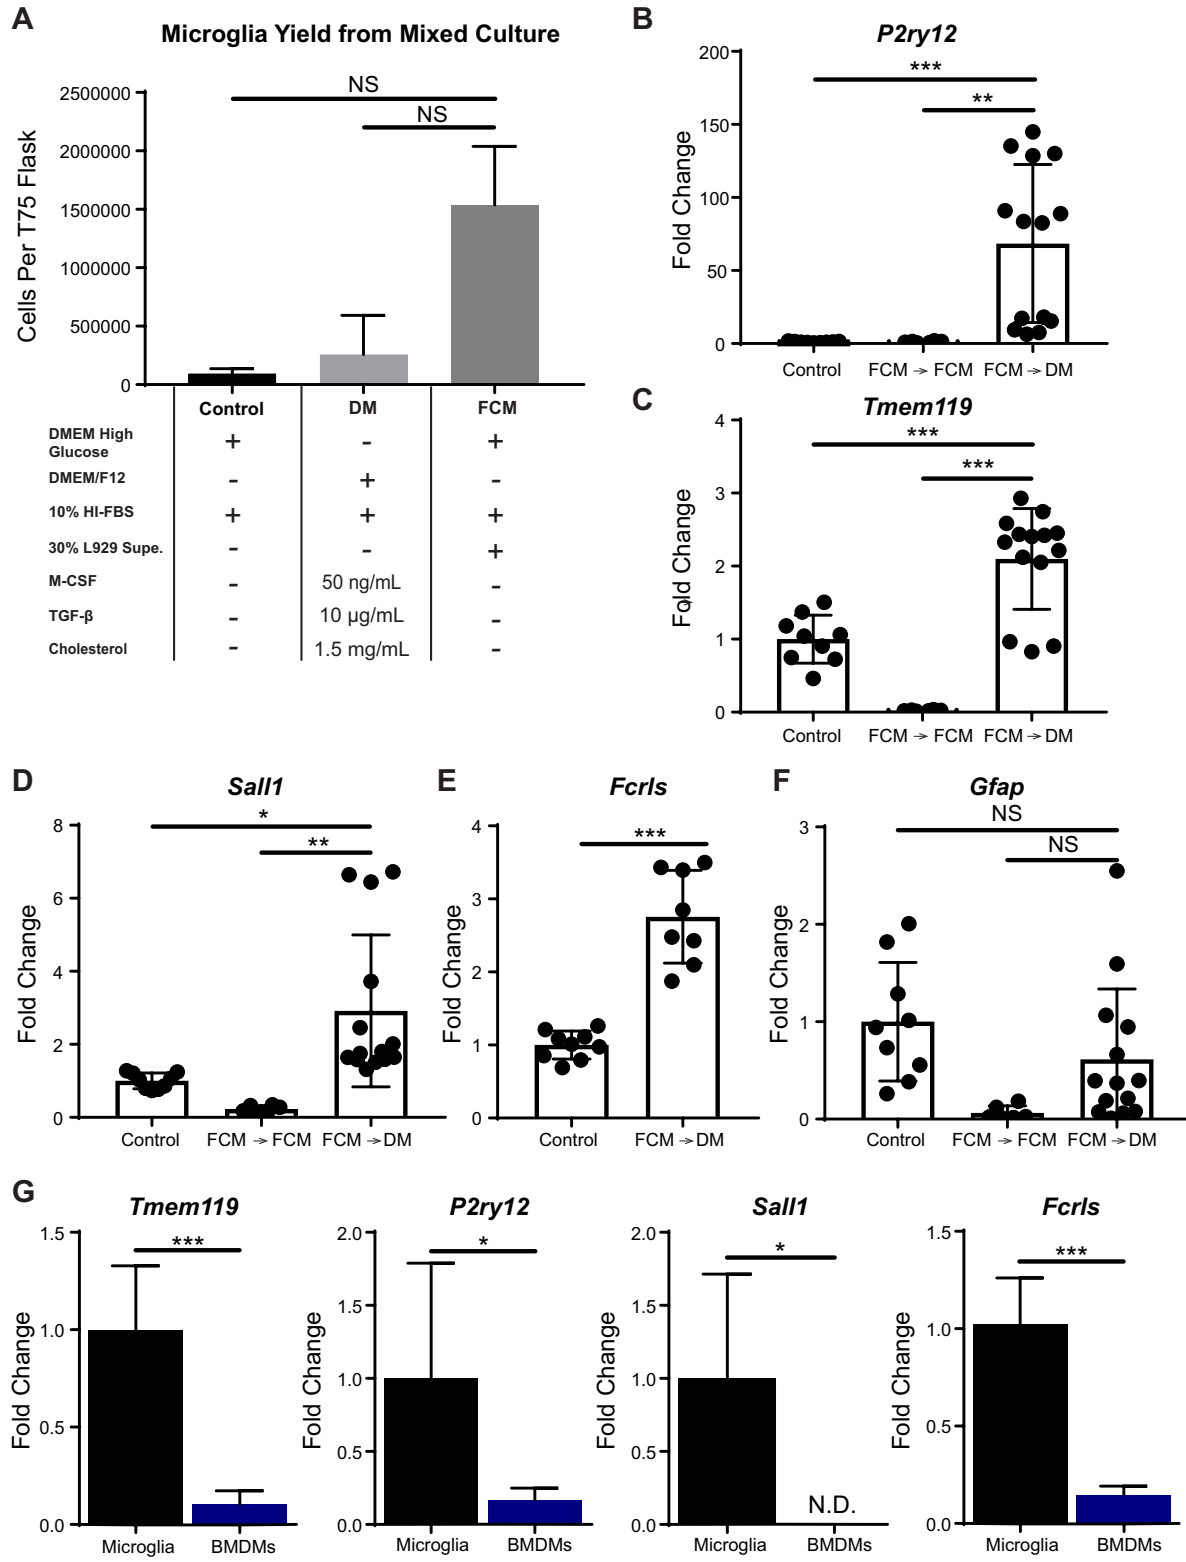 A
Microglia Yield from Mixed Culture
Cells Per T75 Flask
2500000
2000000
1500000
1000000
500000
0
NS
NS
Control DM FCM
DMEM High Glucose + - +
DMEM/F12 - + -
10% HI-FBS + + +
30% L929 Supe. - - +
M-CSF - 50 ng/mL -
TGF-β - 10 µg/mL -
Cholesterol - 1.5 mg/mL -
B
P2ry12
Fold Change
200
150
100
50
0
***
**
Control FCM → FCM FCM → DM
C
Tmem119
Fold Change
4
3
2
1
0
***
***
Control FCM → FCM FCM → DM
D
Sall1
Fold Change
8
6
4
2
0
*
**
Control FCM → FCM FCM → DM
E
Fcrls
Fold Change
4
3
2
1
0
***
Control FCM → DM
F
Gfap
Fold Change
3
2
1
0
NS
NS
Control FCM → FCM FCM → DM
G
Tmem119
Fold Change
1.5
1.0
0.5
0.0
***
Microglia BMDMs
P2ry12
Fold Change
2.0
1.5
1.0
0.5
0.0
*
Microglia BMDMs
Sall1
Fold Change
2.0
1.5
1.0
0.5
0.0
*
N.D.
Microglia BMDMs
Fcrls
Fold Change
1.5
1.0
0.5
0.0
***
Microglia BMDMs